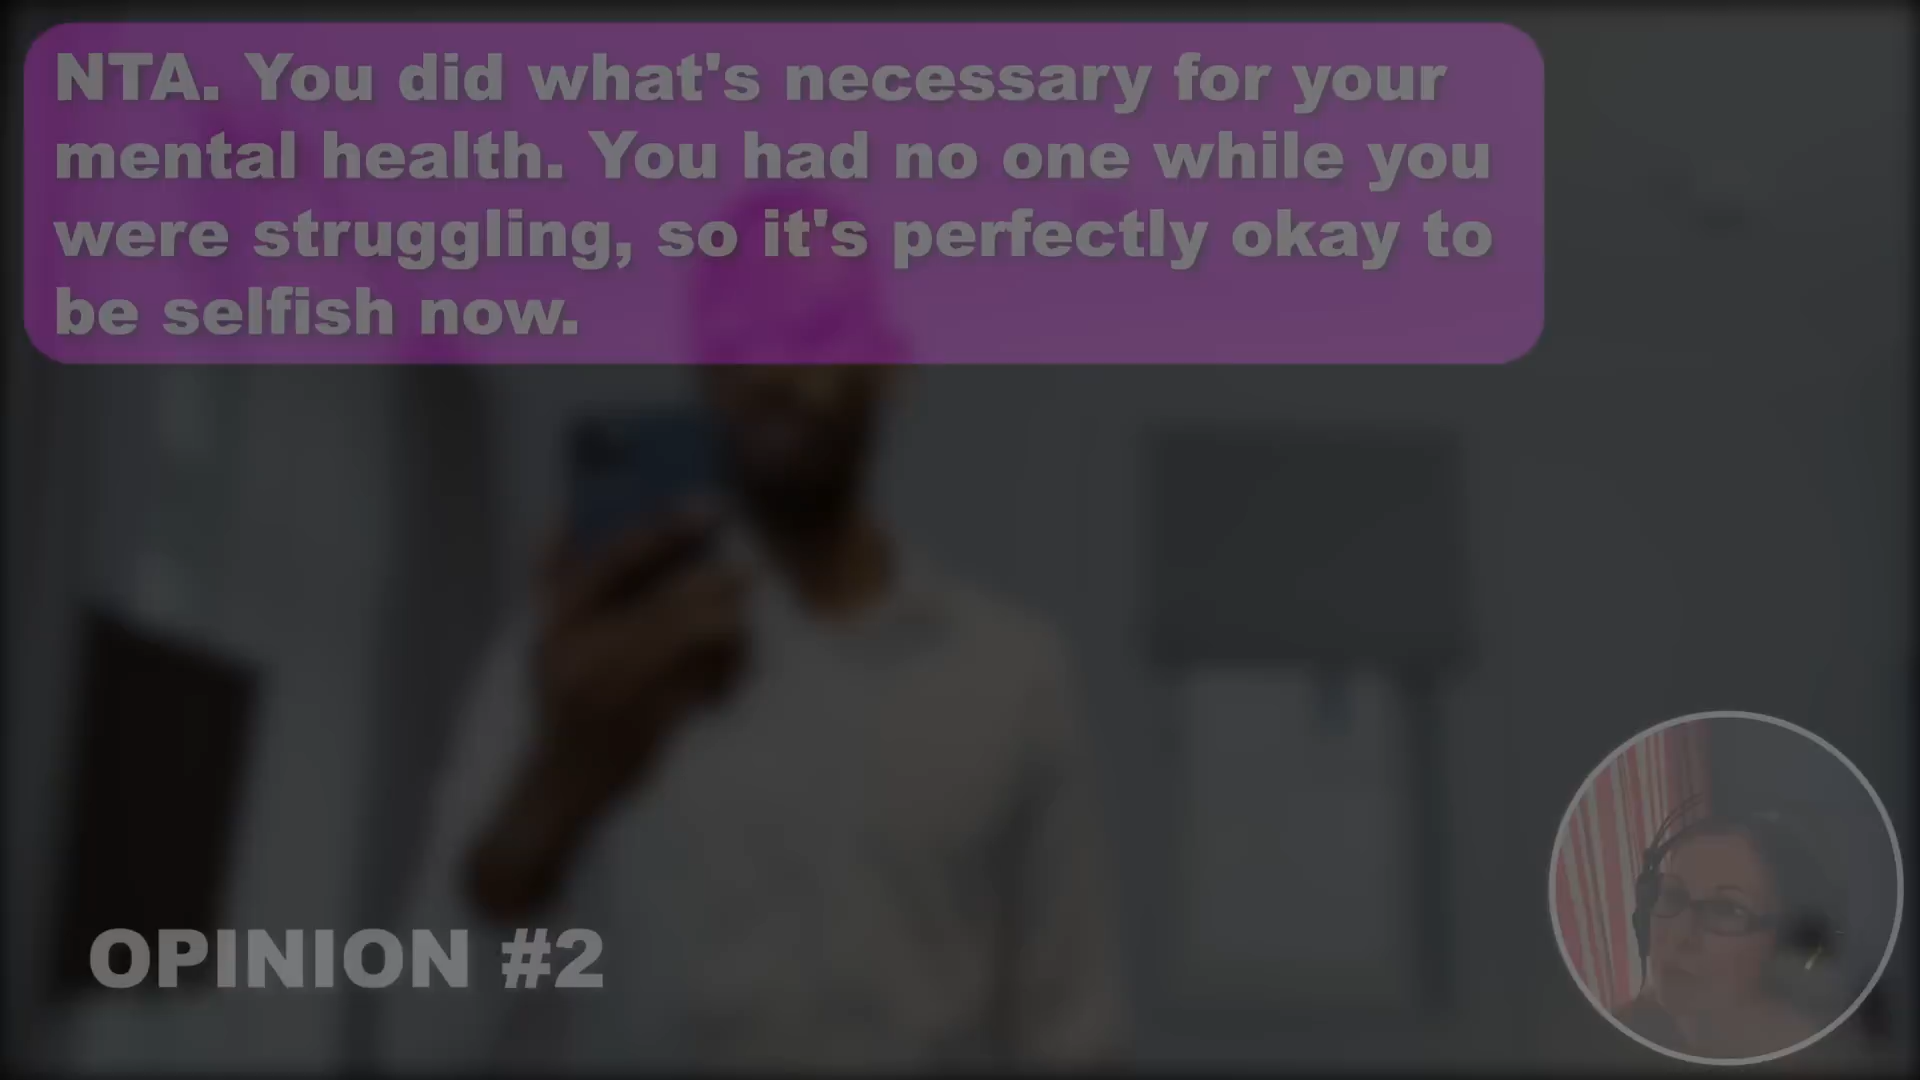 NTA. You did what's necessary for your
mental health. You had no one while you
were struggling, so it's perfectly okay to
be selfish now.
OPINION #2